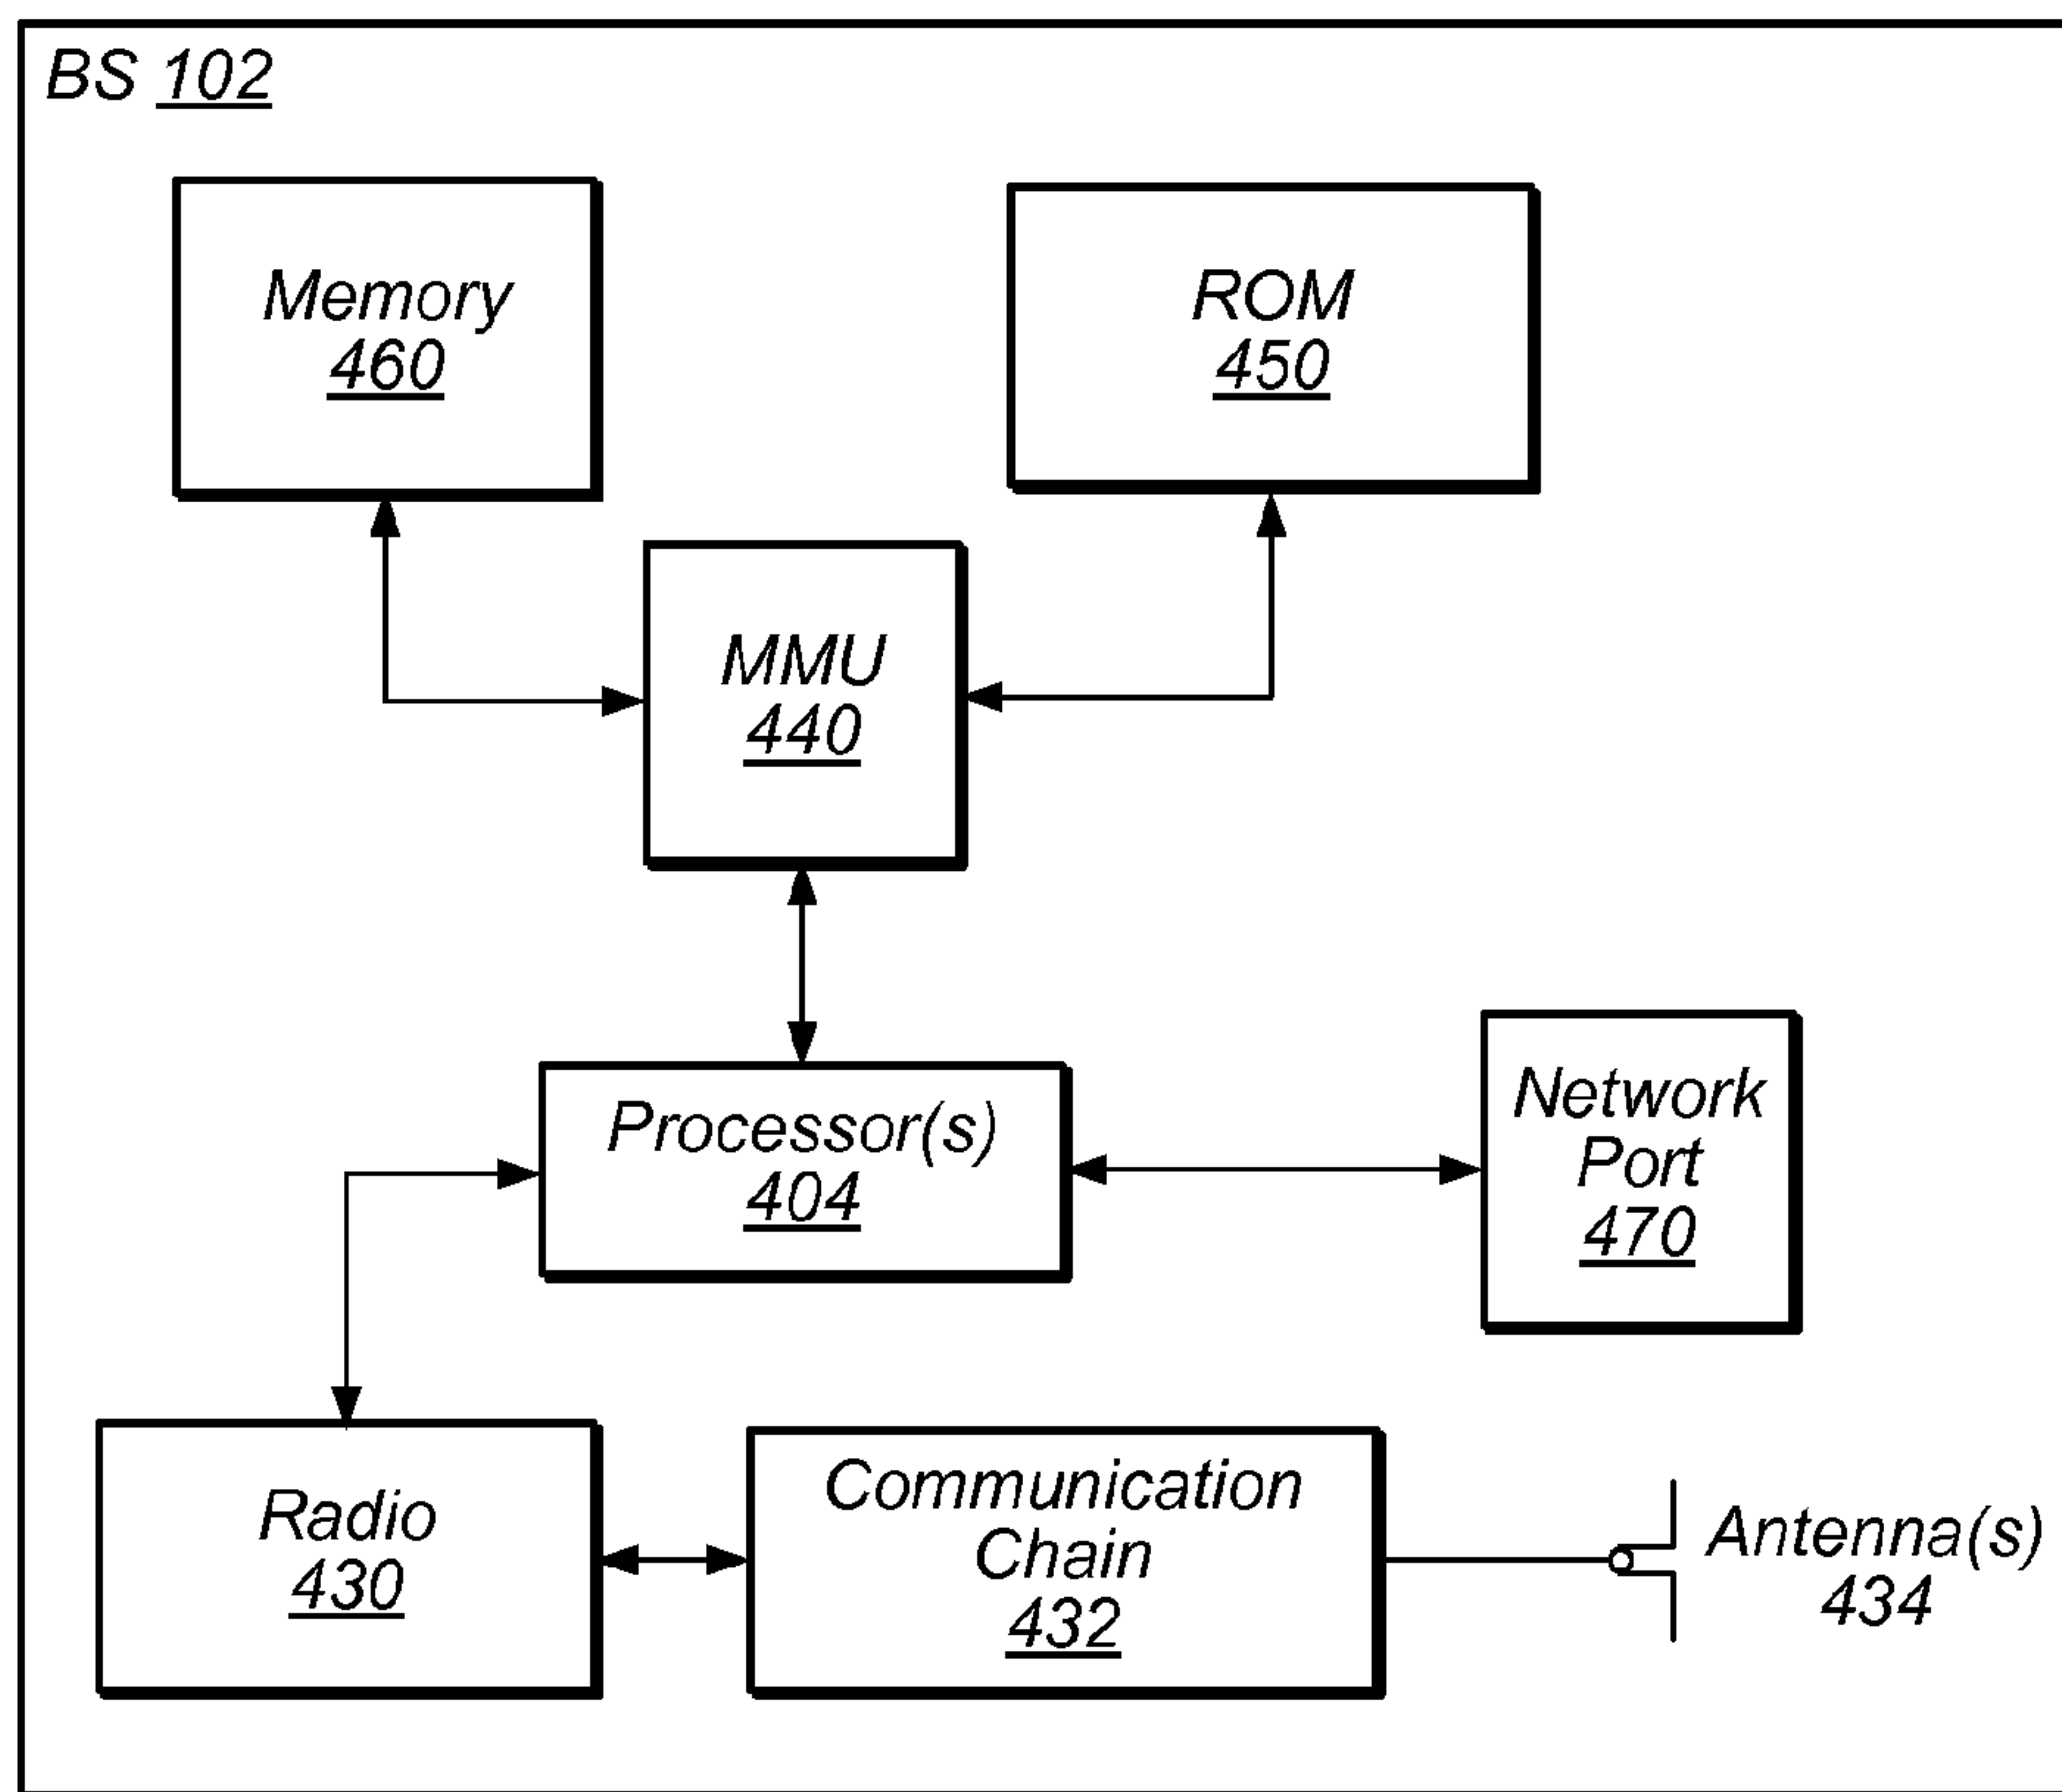 BS 102
Memory
460
ROM
450
MMU
440
Processor(s)
404
Network
Port
470
Radio
430
Communication
Chain
432
Antenna(s)
434